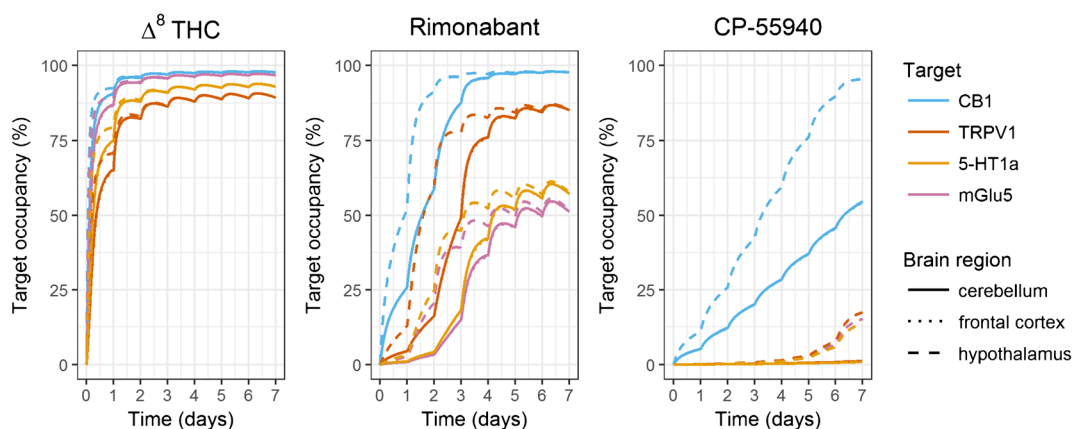 Δ⁸ THC
Rimonabant
CP-55940
Target occupancy (%)
100
75
50
25
0
0 1 2 3 4 5 6 7
Time (days)
Target occupancy (%)
100
75
50
25
0
0 1 2 3 4 5 6 7
Time (days)
Target occupancy (%)
100
75
50
25
0
0 1 2 3 4 5 6 7
Time (days)
Target
CB1
TRPV1
5-HT1a
mGlu5
Brain region
cerebellum
frontal cortex
hypothalamus